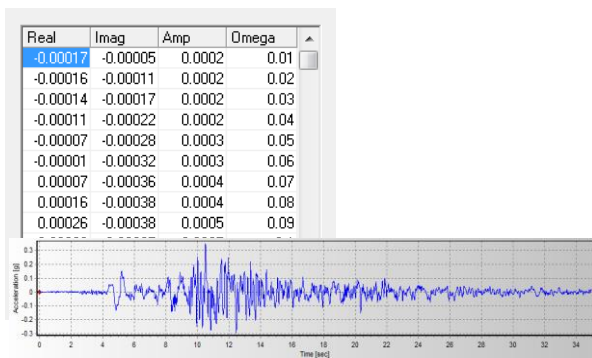 Real Imag Amp Omega
-0.00017 -0.00005 0.0002 0.01
-0.00016 -0.00011 0.0002 0.02
-0.00014 -0.00017 0.0002 0.03
-0.00011 -0.00022 0.0002 0.04
-0.00007 -0.00028 0.0003 0.05
-0.00001 -0.00032 0.0003 0.06
0.00007 -0.00036 0.0004 0.07
0.00016 -0.00038 0.0004 0.08
0.00026 -0.00038 0.0005 0.09
Acceleration [g]
0.3
0.2
0.1
0
-0.1
-0.2
-0.3
0 2 4 6 8 10 12 14 16 18 20 22 24 26 28 30 32 34
Time [sec]